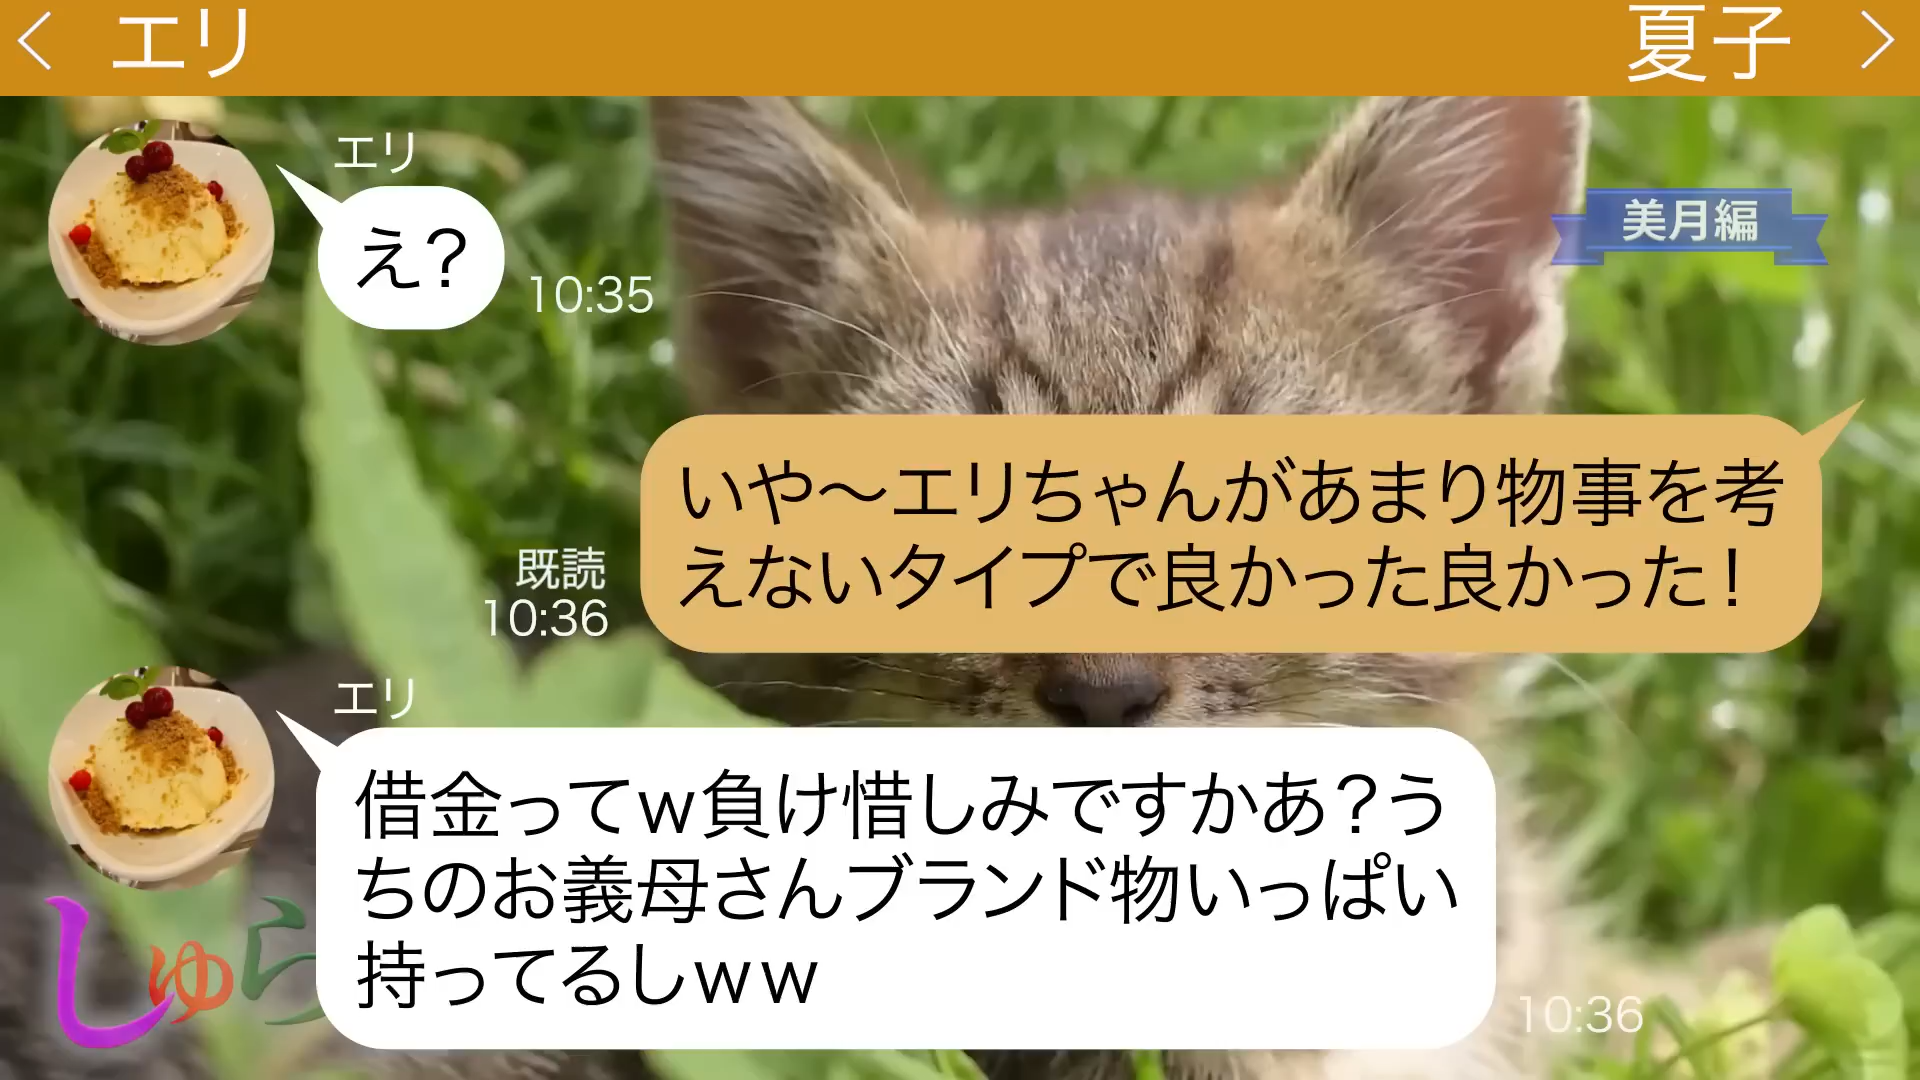 エリ
夏子
エリ
え?
10:35
美月編
いや～エリちゃんがあまり物事を考
えないタイプで良かった良かった!
既読
10:36
エリ
借金ってw負け惜しみですかあ?う
ちのお義母さんブランド物いっぱい
持ってるしww
10:36
しゅら